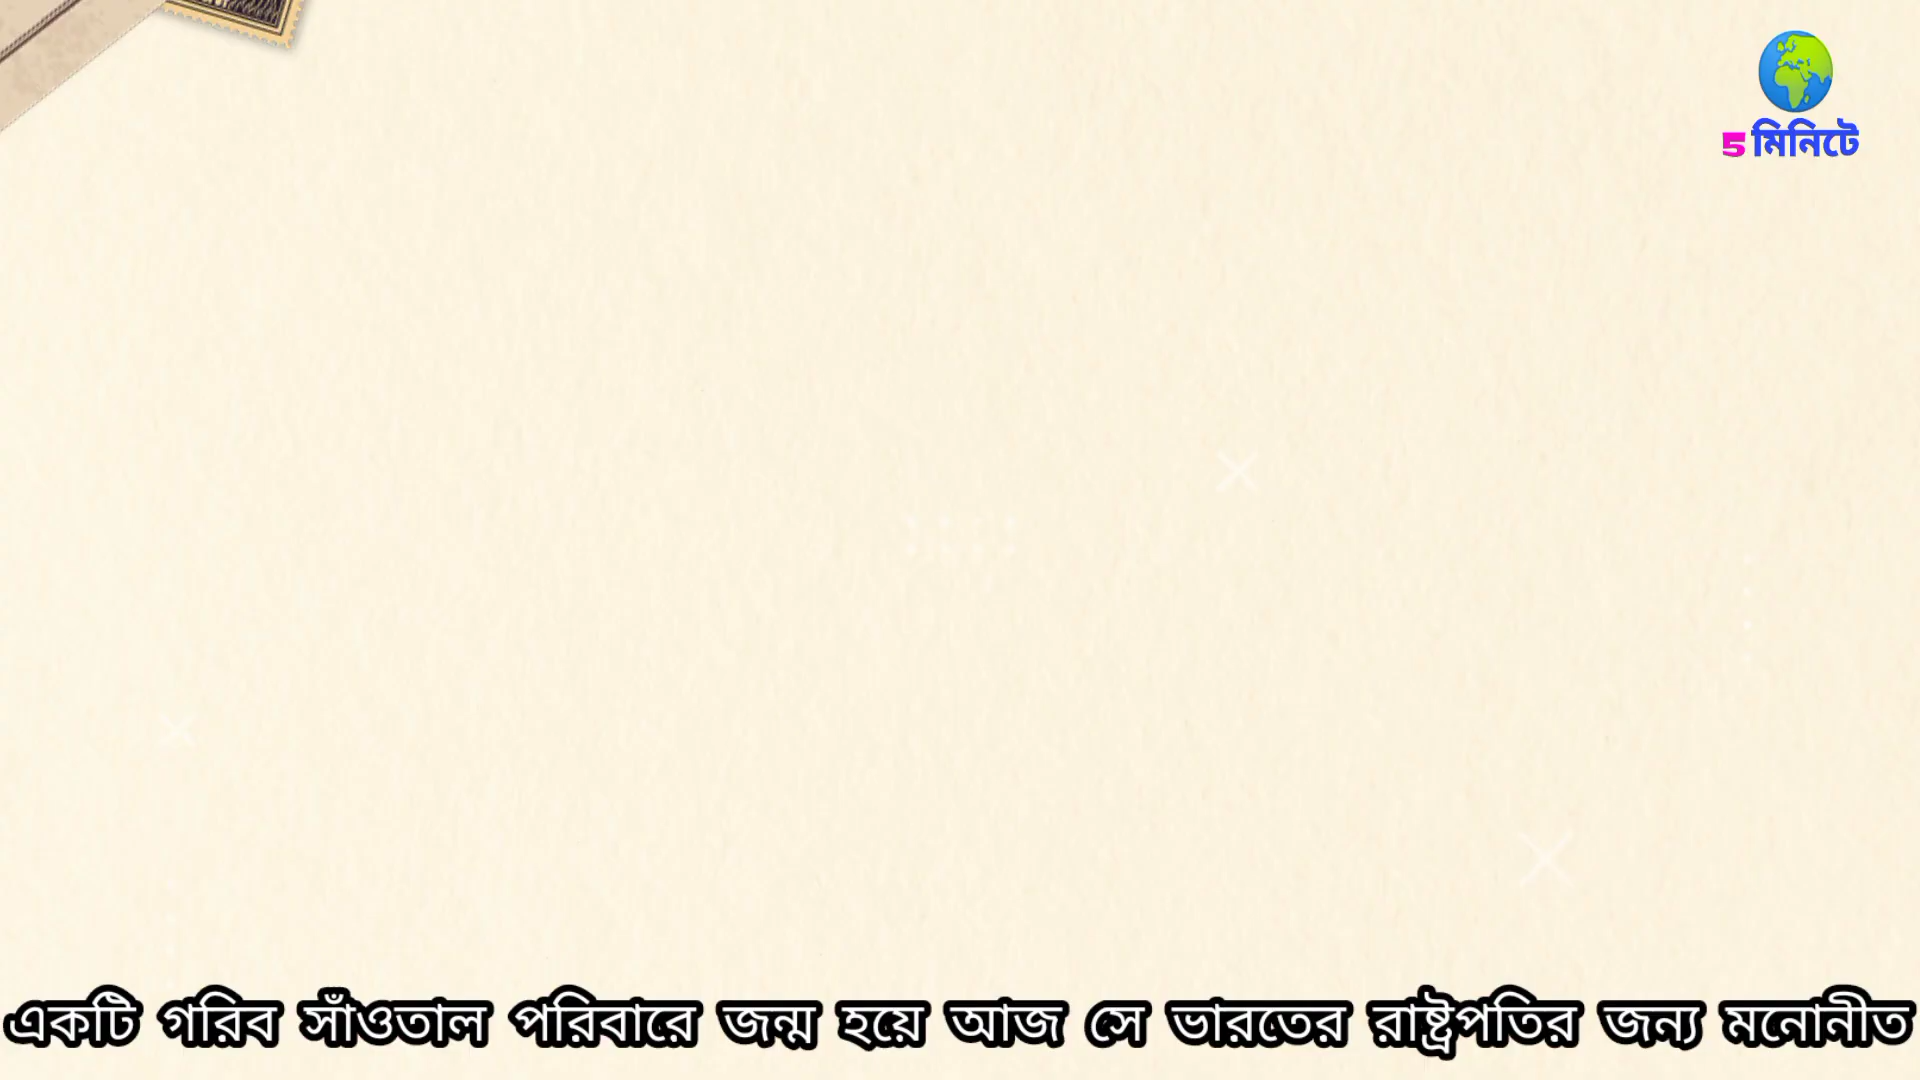 5 মিনিটে
একটি গরিব সাঁওতাল পরিবারে জন্ম হয়ে আজ সে ভারতের রাষ্ট্রপতির জন্য মনোনীত